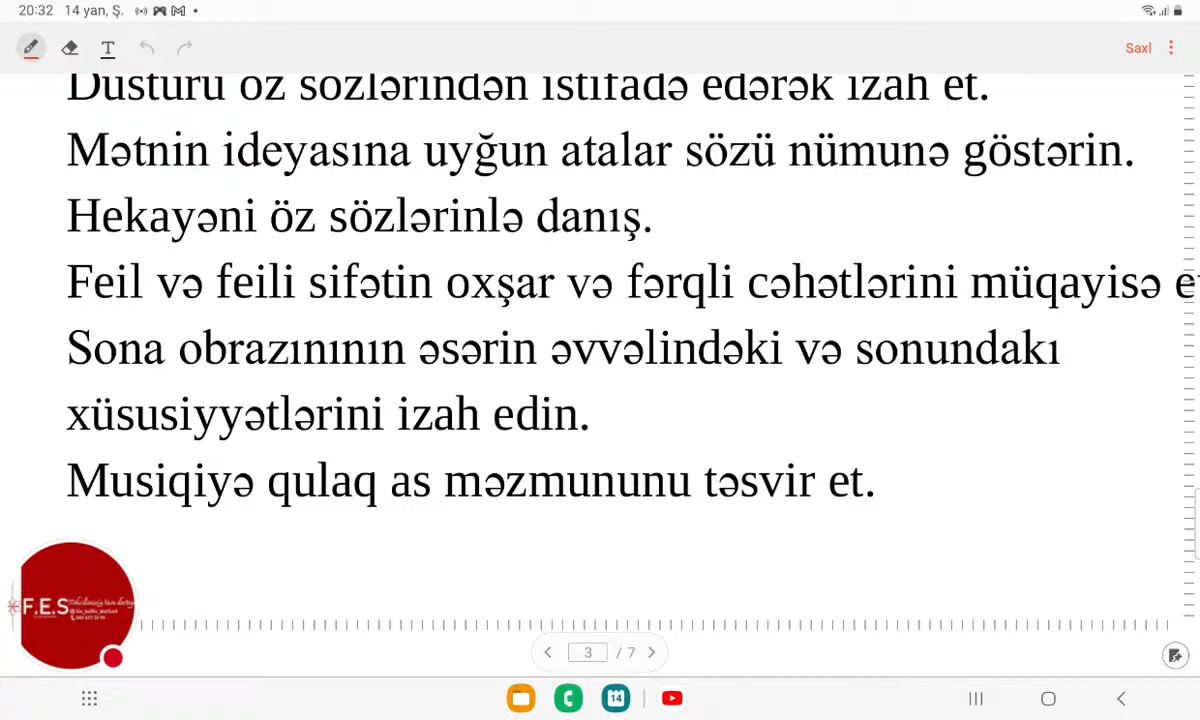 20:32 14 yan, Ş.
T
Saxl
Düsturu öz sözlərindən istifadə edərək izah et.
Mətnin ideyasına uyğun atalar sözü nümunə göstərin.
Hekayəni öz sözlərinlə danış.
Feil və feili sifətin oxşar və fərqli cəhətlərini müqayisə
Sona obrazınının əsərin əvvəlindəki və sonundakı
xüsusiyyətlərini izah edin.
Musiqiyə qulaq as məzmununu təsvir et.
F.E.S
3 / 7
14